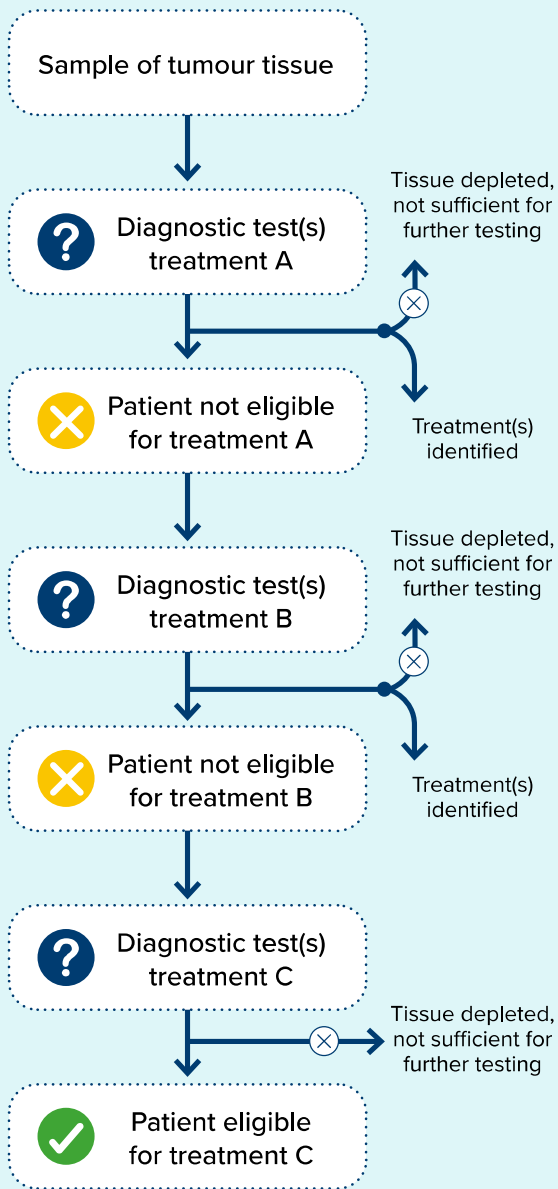 Sample of tumour tissue
Diagnostic test(s)
treatment A
Tissue depleted,
not sufficient for
further testing
Treatment(s)
identified
Patient not eligible
for treatment A
Diagnostic test(s)
treatment B
Tissue depleted,
not sufficient for
further testing
Treatment(s)
identified
Patient not eligible
for treatment B
Diagnostic test(s)
treatment C
Tissue depleted,
not sufficient for
further testing
Patient eligible
for treatment C